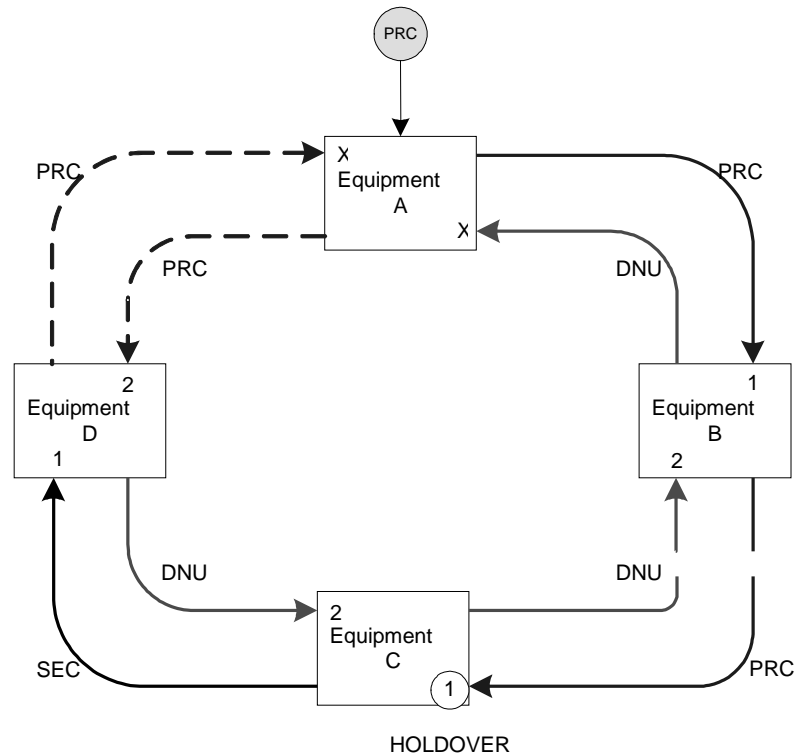 PRC
PRC
X
Equipment
A
X
PRC
PRC
DNU
2
Equipment
D
1
1
Equipment
B
2
DNU
DNU
2
Equipment
C
1
SEC
PRC
HOLDOVER